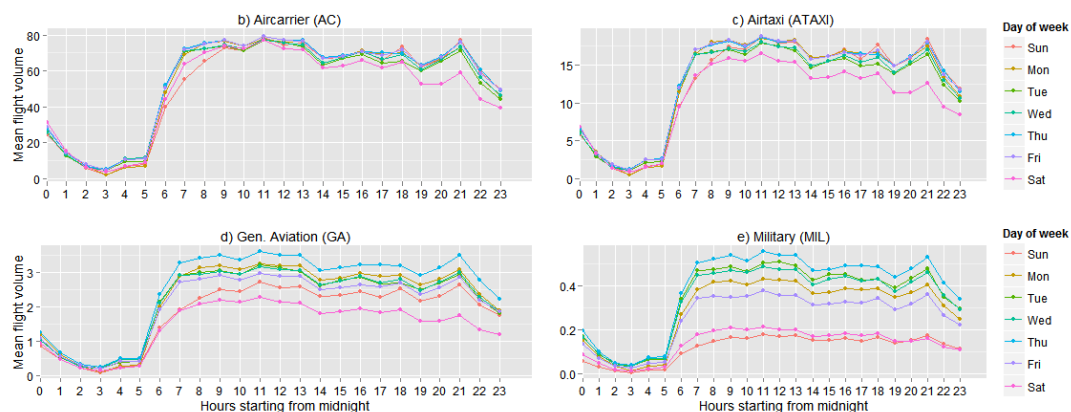 b) Aircarrier (AC)
c) Airtaxi (ATAXI)
Mean flight volume
80
60
40
20
0
0 1 2 3 4 5 6 7 8 9 10 11 12 13 14 15 16 17 18 19 20 21 22 23
15
10
5
0
0 1 2 3 4 5 6 7 8 9 10 11 12 13 14 15 16 17 18 19 20 21 22 23
Day of week
Sun
Mon
Tue
Wed
Thu
Fri
Sat
d) Gen. Aviation (GA)
e) Military (MIL)
Mean flight volume
3
2
1
0
0 1 2 3 4 5 6 7 8 9 10 11 12 13 14 15 16 17 18 19 20 21 22 23
Hours starting from midnight
0.4
0.2
0.0
0 1 2 3 4 5 6 7 8 9 10 11 12 13 14 15 16 17 18 19 20 21 22 23
Hours starting from midnight
Day of week
Sun
Mon
Tue
Wed
Thu
Fri
Sat